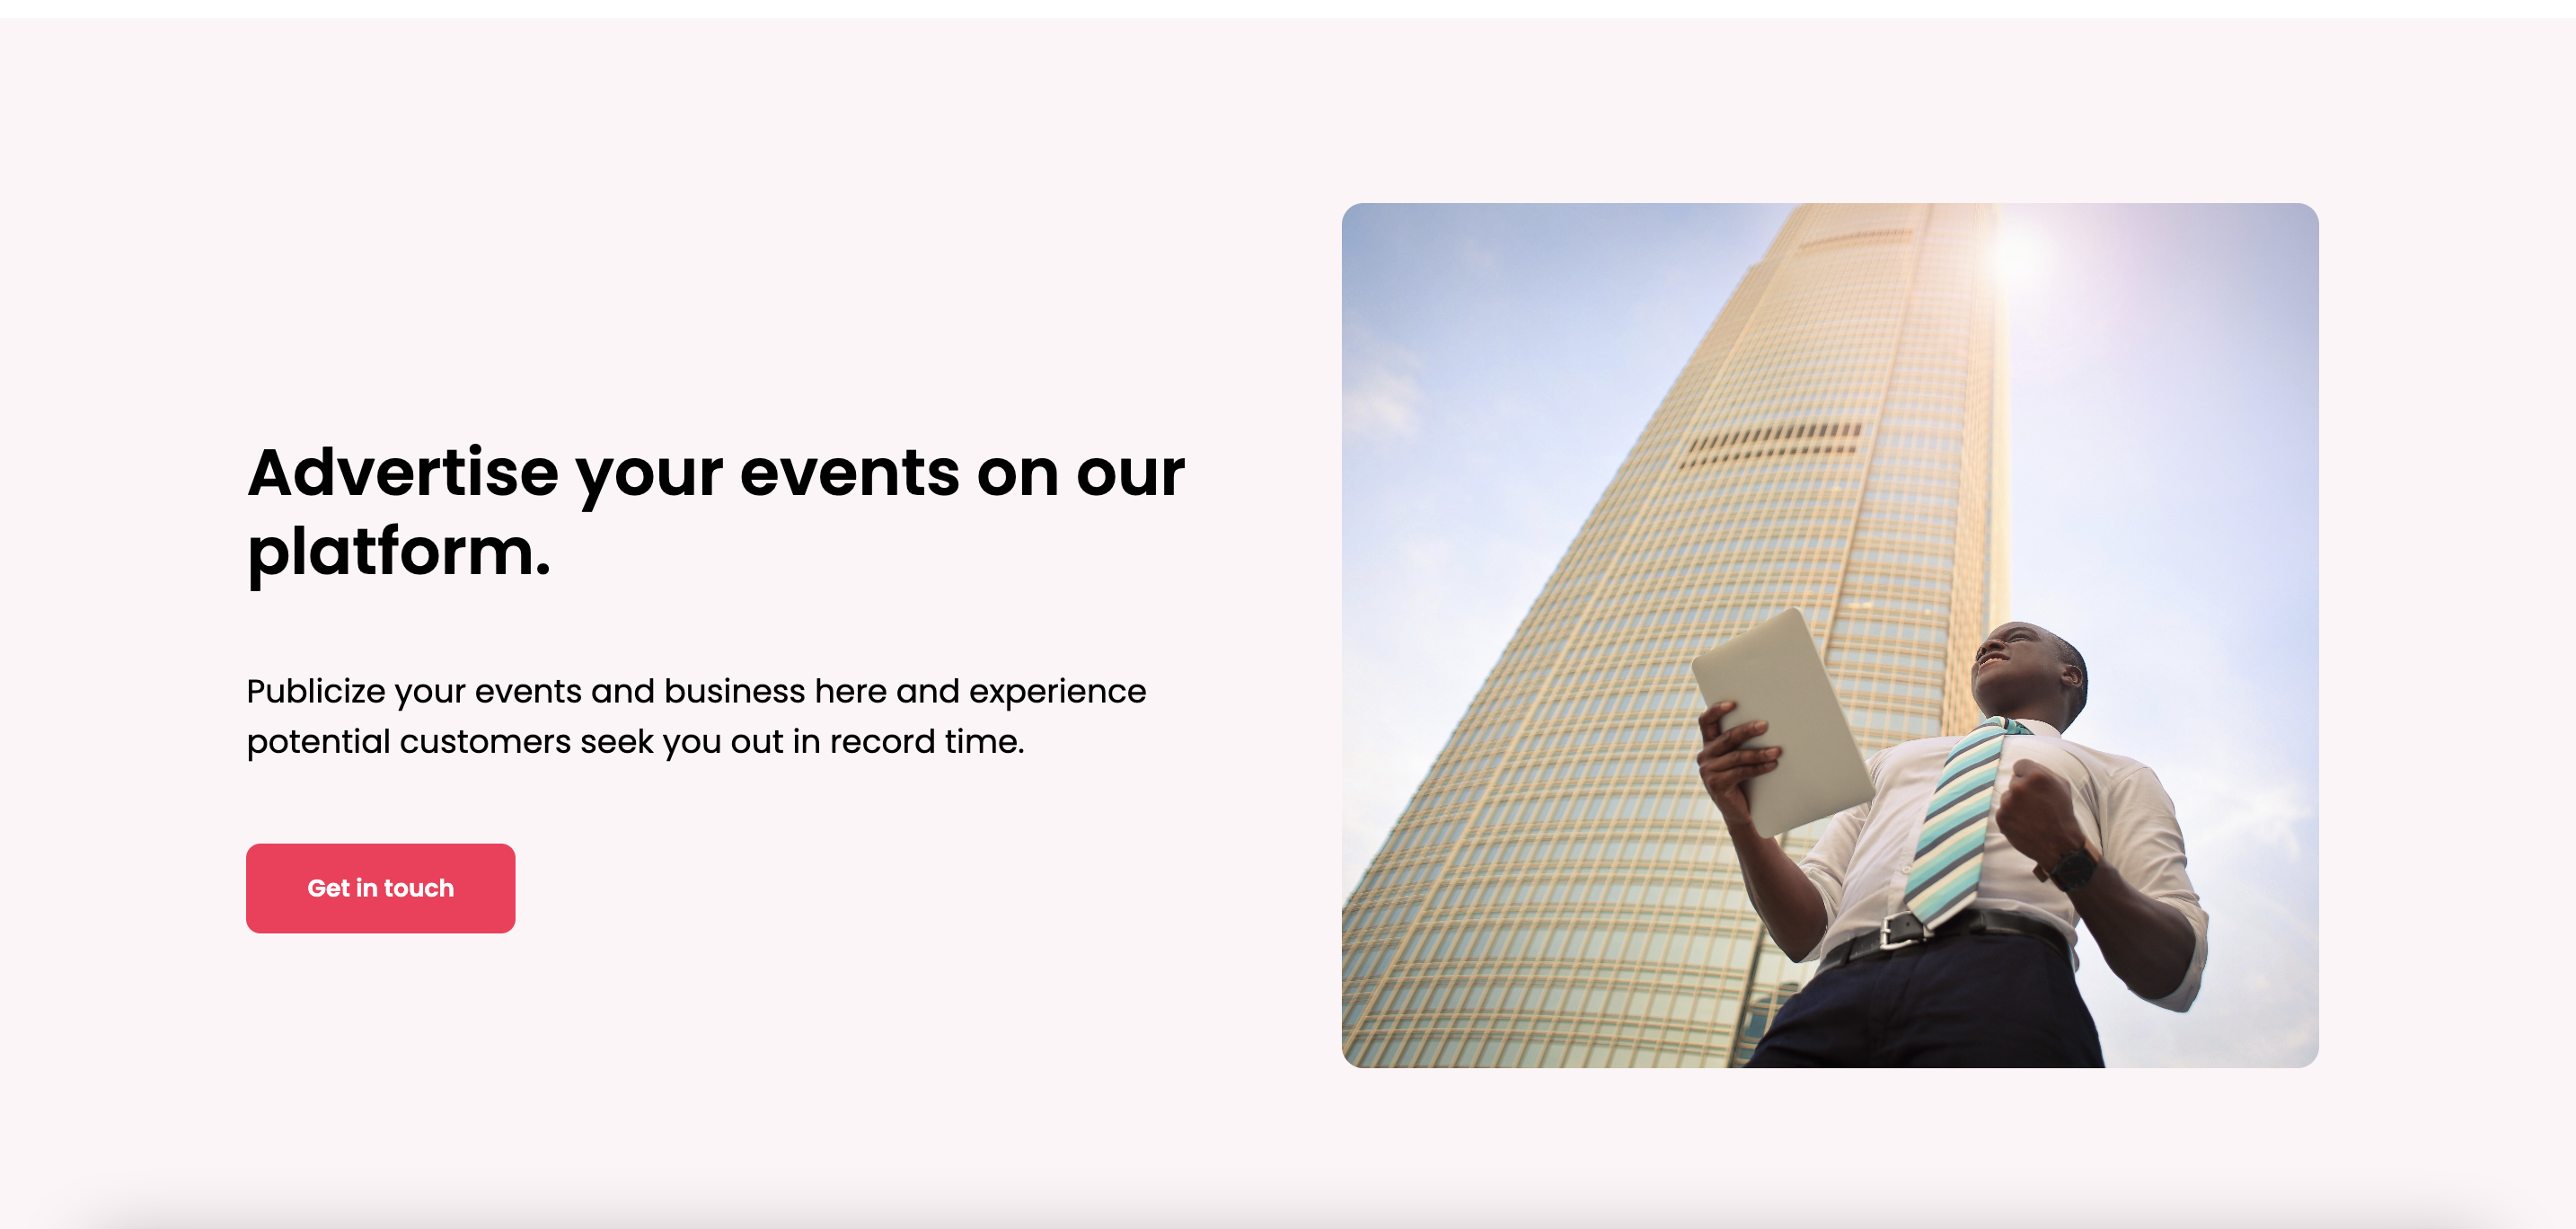 Advertise your events on our
platform.
Publicize your events and business here and experience
potential customers seek you out in record time.
Get in touch